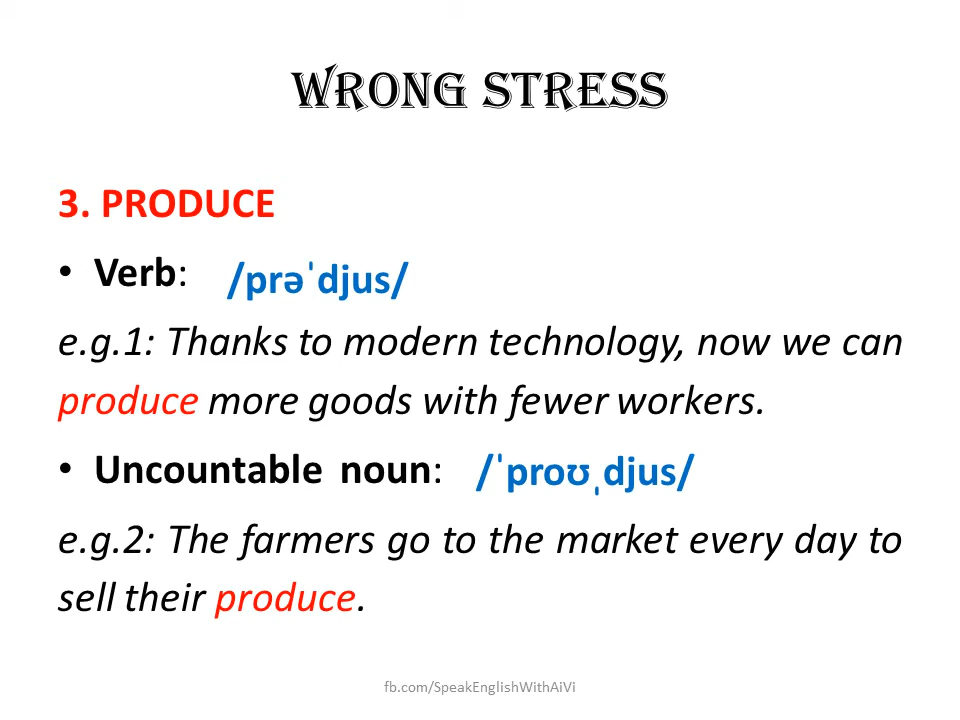 WRONG STRESS
3. PRODUCE
• Verb: /prəˈdjus/
e.g.1: Thanks to modern technology, now we can
produce more goods with fewer workers.
• Uncountable noun: /ˈproʊˌdjus/
e.g.2: The farmers go to the market every day to
sell their produce.
fb.com/SpeakEnglishWithAiVi